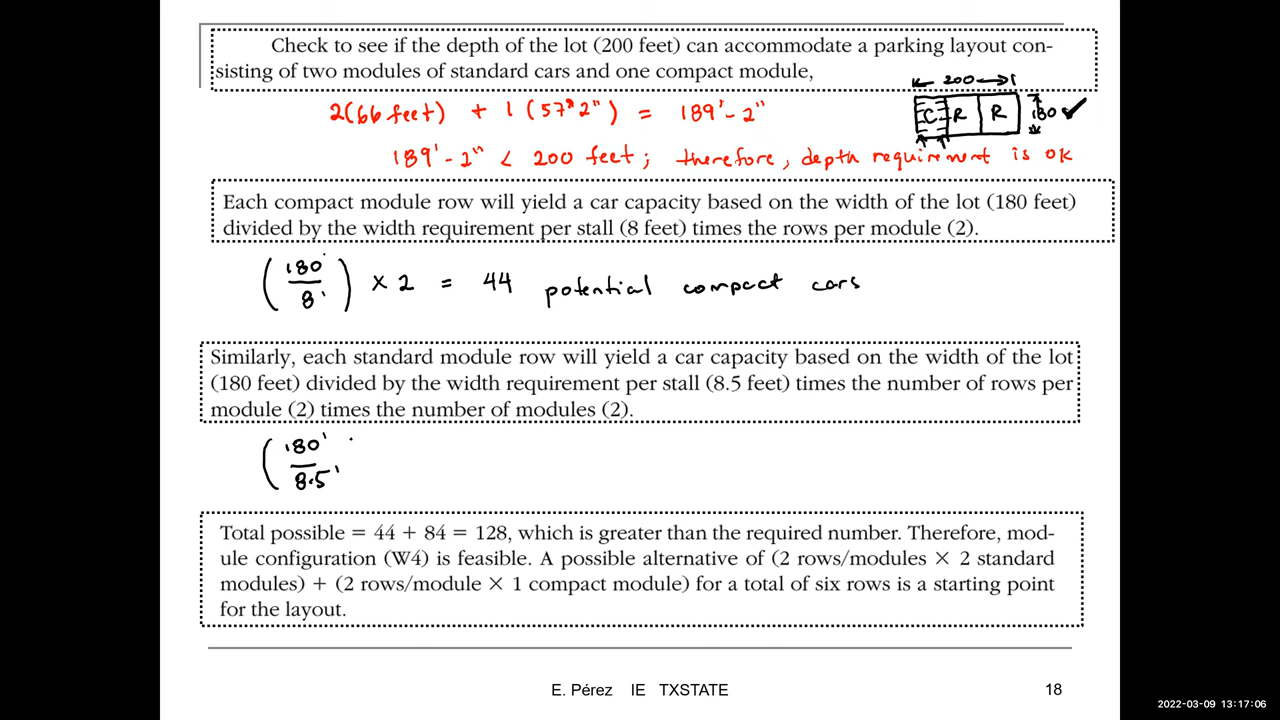 Check to see if the depth of the lot (200 feet) can accommodate a parking layout con-
sisting of two modules of standard cars and one compact module,
200
C R R 180
2(66 feet) + 1 (57' 2") = 189'- 2"
189'- 2" < 200 feet; therefore, depth requirement is OK
Each compact module row will yield a car capacity based on the width of the lot (180 feet)
divided by the width requirement per stall (8 feet) times the rows per module (2).
(180'/8') × 2 = 44 potential compact cars
Similarly, each standard module row will yield a car capacity based on the width of the lot
(180 feet) divided by the width requirement per stall (8.5 feet) times the number of rows per
module (2) times the number of modules (2).
(180'/8.5'
Total possible = 44 + 84 = 128, which is greater than the required number. Therefore, mod-
ule configuration (W4) is feasible. A possible alternative of (2 rows/modules × 2 standard
modules) + (2 rows/module × 1 compact module) for a total of six rows is a starting point
for the layout.
E. Pérez IE TXSTATE 18
2022-03-09 13:17:06